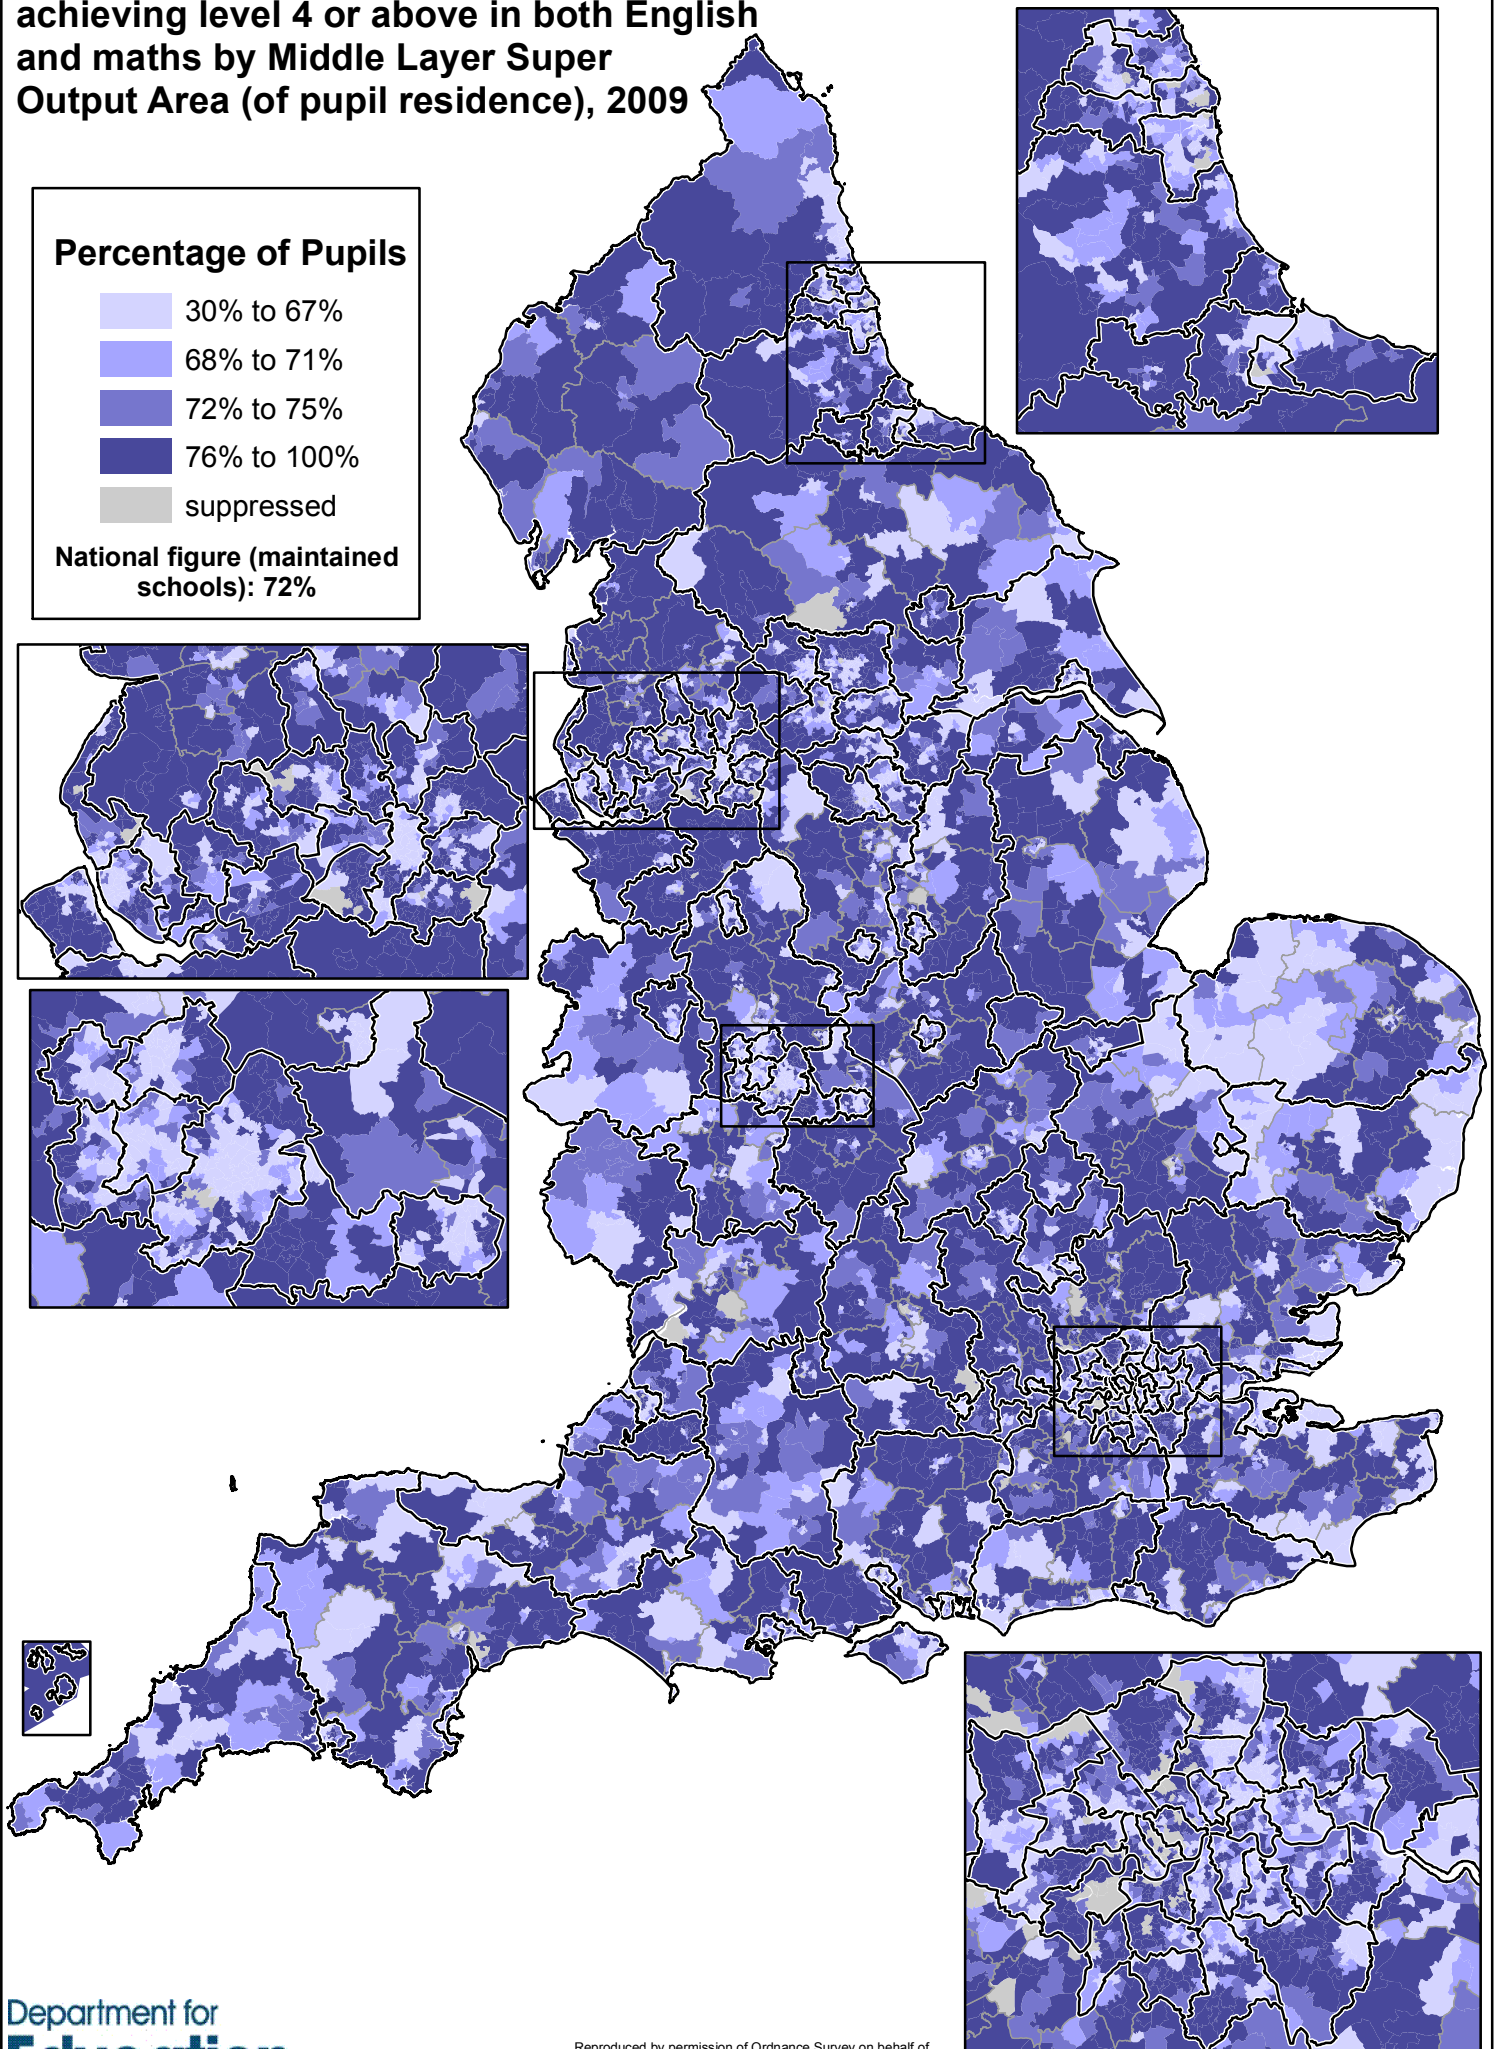 achieving level 4 or above in both English
and maths by Middle Layer Super
Output Area (of pupil residence), 2009
Percentage of Pupils
30% to 67%
68% to 71%
72% to 75%
76% to 100%
suppressed
National figure (maintained
schools): 72%
Department for
Education
Reproduced by permission of Ordnance Survey on behalf of